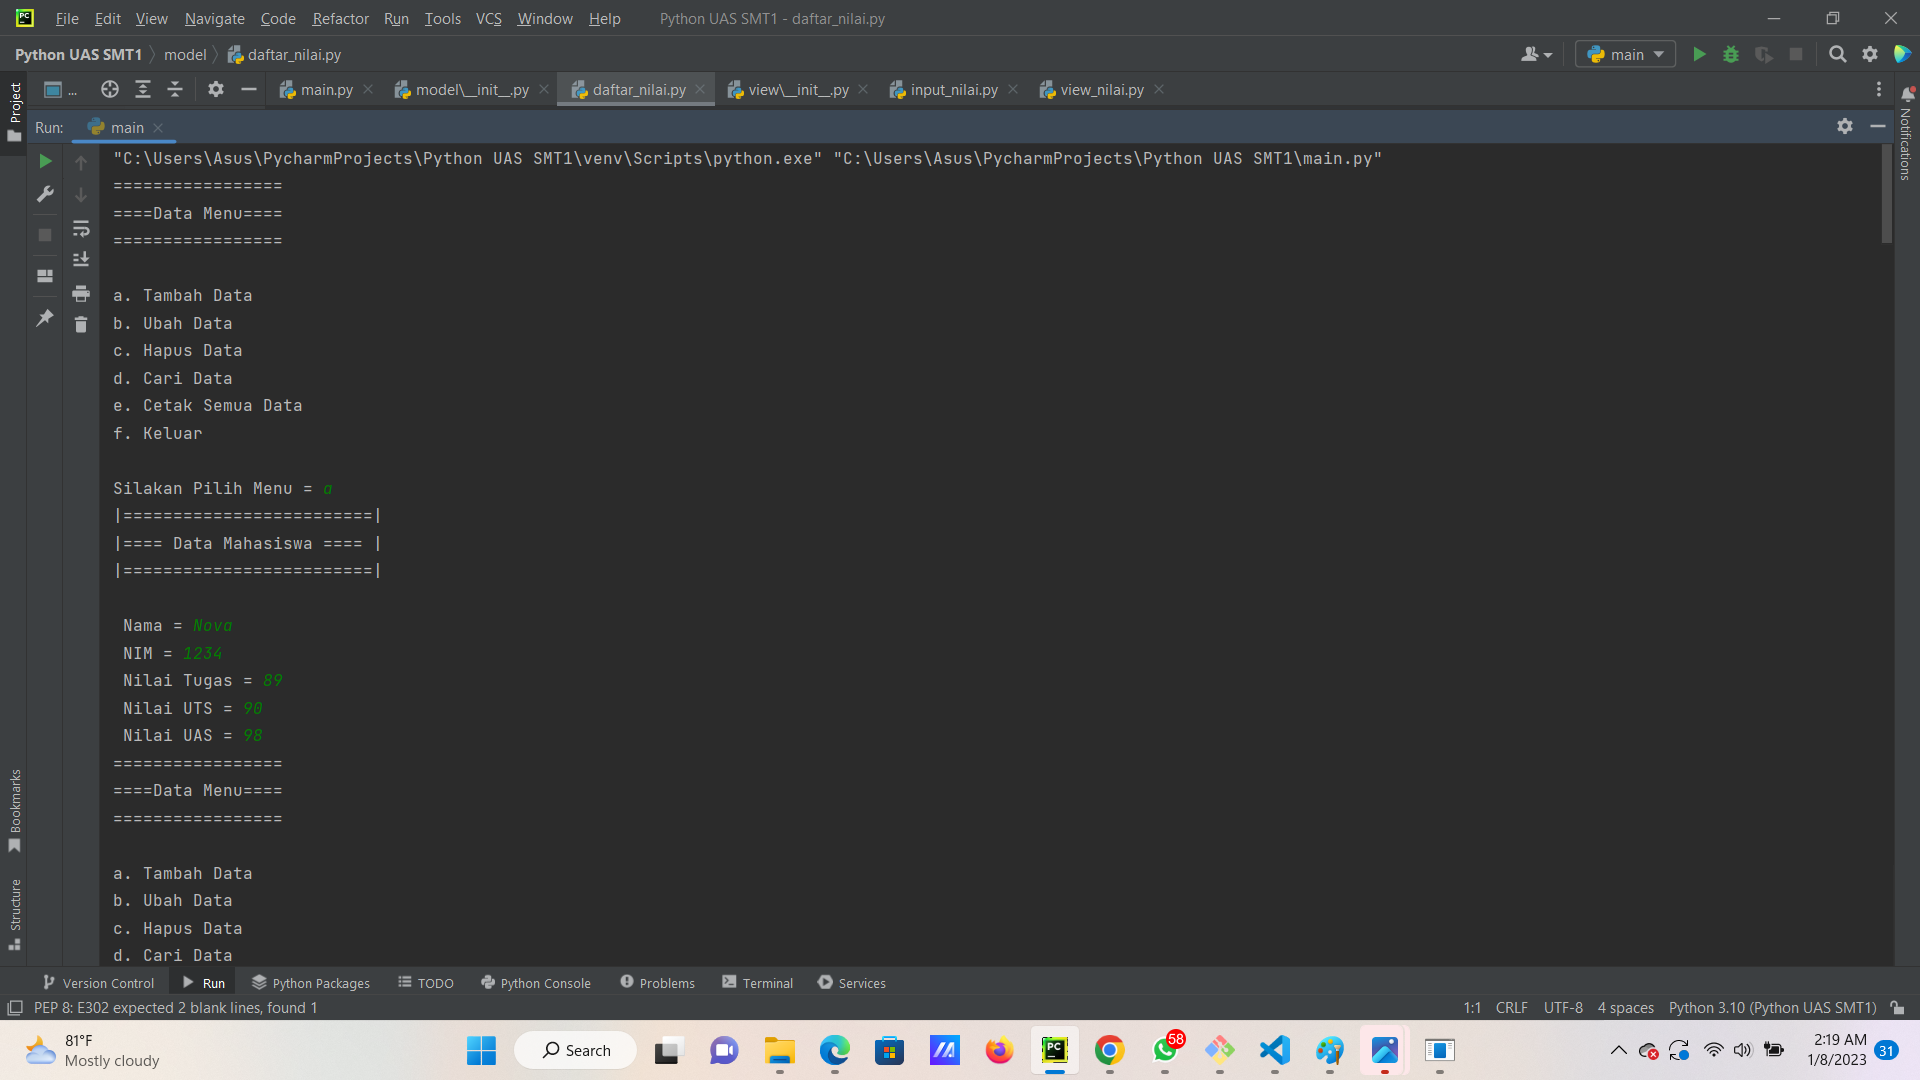 File Edit View Navigate Code Refactor Run Tools VCS Window Help Python UAS SMT1 - daftar_nilai.py
Python UAS SMT1 model daftar_nilai.py main
... main.py model\__init__.py daftar_nilai.py view\__init__.py input_nilai.py view_nilai.py
Project
Notifications
Run: main
"C:\Users\Asus\PycharmProjects\Python UAS SMT1\venv\Scripts\python.exe" "C:\Users\Asus\PycharmProjects\Python UAS SMT1\main.py"
=================
====Data Menu====
=================
a. Tambah Data
b. Ubah Data
c. Hapus Data
d. Cari Data
e. Cetak Semua Data
f. Keluar
Silakan Pilih Menu = a
|=========================|
|==== Data Mahasiswa ==== |
|=========================|
Nama = Nova
NIM = 1234
Nilai Tugas = 89
Nilai UTS = 90
Nilai UAS = 98
=================
====Data Menu====
=================
a. Tambah Data
b. Ubah Data
c. Hapus Data
d. Cari Data
Bookmarks
Structure
Version Control Run Python Packages TODO Python Console Problems Terminal Services
PEP 8: E302 expected 2 blank lines, found 1 1:1 CRLF UTF-8 4 spaces Python 3.10 (Python UAS SMT1)
81°F
Mostly cloudy
Search
PC
58
2:19 AM
1/8/2023
31